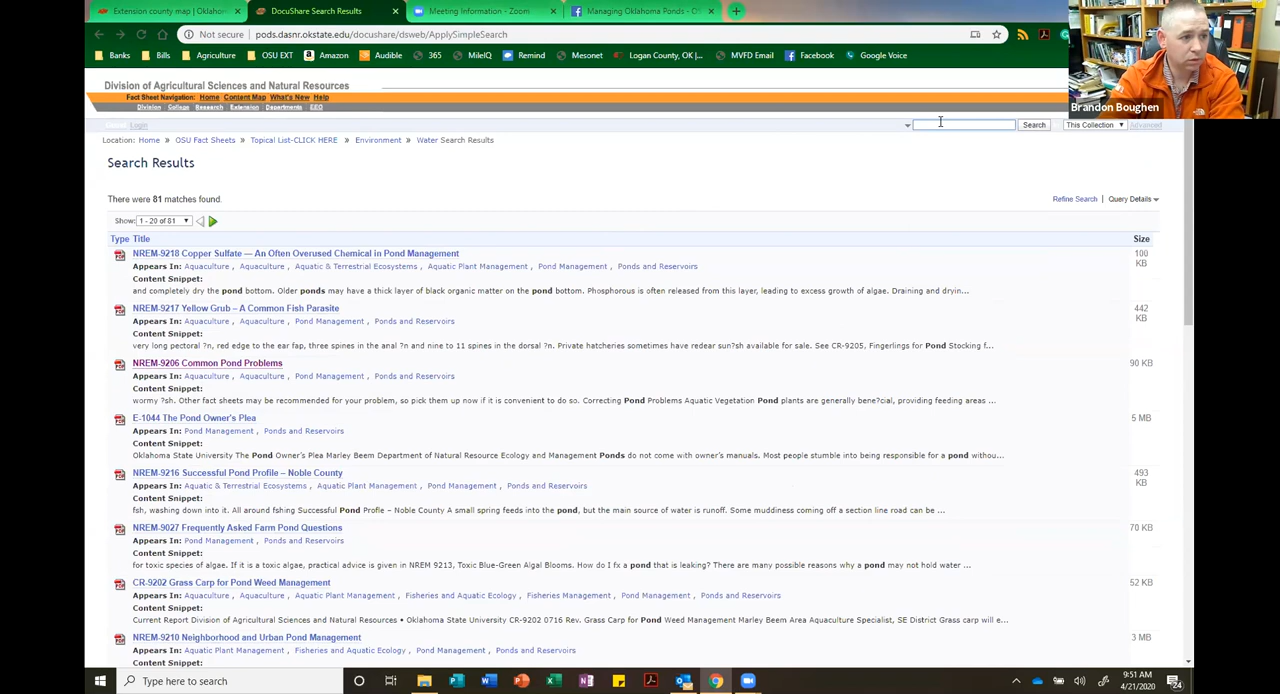 Extension county map | Oklahom
DocuShare Search Results
Meeting Information - Zoom
Managing Oklahoma Ponds - Ch
Not secure | pods.dasnr.okstate.edu/docushare/dsweb/ApplySimpleSearch
Banks Bills Agriculture OSU EXT Amazon Audible 365 MileIQ Remind Mesonet Logan County, OK |... MVFD Email Facebook Google Voice
Brandon Boughen
Division of Agricultural Sciences and Natural Resources
Fact Sheet Navigation: Home Content Map What's New Help
Division College Research Extension Departments EEO
Login
Search This Collection Advanced
Location: Home » OSU Fact Sheets » Topical List-CLICK HERE » Environment » Water Search Results
Search Results
There were 81 matches found.
Refine Search | Query Details
Show: 1 - 20 of 81
Type Title Size
NREM-9218 Copper Sulfate — An Often Overused Chemical in Pond Management 100 KB
Appears In: Aquaculture , Aquaculture , Aquatic & Terrestrial Ecosystems , Aquatic Plant Management , Pond Management , Ponds and Reservoirs
Content Snippet:
and completely dry the pond bottom. Older ponds may have a thick layer of black organic matter on the pond bottom. Phosphorous is often released from this layer, leading to excess growth of algae. Draining and dryin...
NREM-9217 Yellow Grub – A Common Fish Parasite 442 KB
Appears In: Aquaculture , Aquaculture , Pond Management , Ponds and Reservoirs
Content Snippet:
very long pectoral ?n, red edge to the ear fap, three spines in the anal ?n and nine to 11 spines in the dorsal ?n. Private hatcheries sometimes have redear sun?sh available for sale. See CR-9205, Fingerlings for Pond Stocking f...
NREM-9206 Common Pond Problems 90 KB
Appears In: Aquaculture , Aquaculture , Pond Management , Ponds and Reservoirs
Content Snippet:
wormy ?sh. Other fact sheets may be recommended for your problem, so pick them up now if it is convenient to do so. Correcting Pond Problems Aquatic Vegetation Pond plants are generally bene?cial, providing feeding areas ...
E-1044 The Pond Owner's Plea 5 MB
Appears In: Pond Management , Ponds and Reservoirs
Content Snippet:
Oklahoma State University The Pond Owner's Plea Marley Beem Department of Natural Resource Ecology and Management Ponds do not come with owner's manuals. Most people stumble into being responsible for a pond withou...
NREM-9216 Successful Pond Profile – Noble County 493 KB
Appears In: Aquatic & Terrestrial Ecosystems , Aquatic Plant Management , Pond Management , Ponds and Reservoirs
Content Snippet:
fsh, washing down into it. All around fshing Successful Pond Profle – Noble County A small spring feeds into the pond, but the main source of water is runoff. Some muddiness coming off a section line road can be ...
NREM-9027 Frequently Asked Farm Pond Questions 70 KB
Appears In: Pond Management , Ponds and Reservoirs
Content Snippet:
for toxic species of algae. If it is a toxic algae, practical advice is given in NREM 9213, Toxic Blue-Green Algal Blooms. How do I fx a pond that is leaking? There are many possible reasons why a pond may not hold water ...
CR-9202 Grass Carp for Pond Weed Management 52 KB
Appears In: Aquaculture , Aquaculture , Aquatic Plant Management , Fisheries and Aquatic Ecology , Fisheries Management , Pond Management , Ponds and Reservoirs
Content Snippet:
Current Report Division of Agricultural Sciences and Natural Resources • Oklahoma State University CR-9202 0716 Rev. Grass Carp for Pond Weed Management Marley Beem Area Aquaculture Specialist, SE District Grass carp will e...
NREM-9210 Neighborhood and Urban Pond Management 3 MB
Appears In: Aquatic Plant Management , Fisheries and Aquatic Ecology , Pond Management , Ponds and Reservoirs
Content Snippet:
Type here to search
9:51 AM
4/21/2020
24